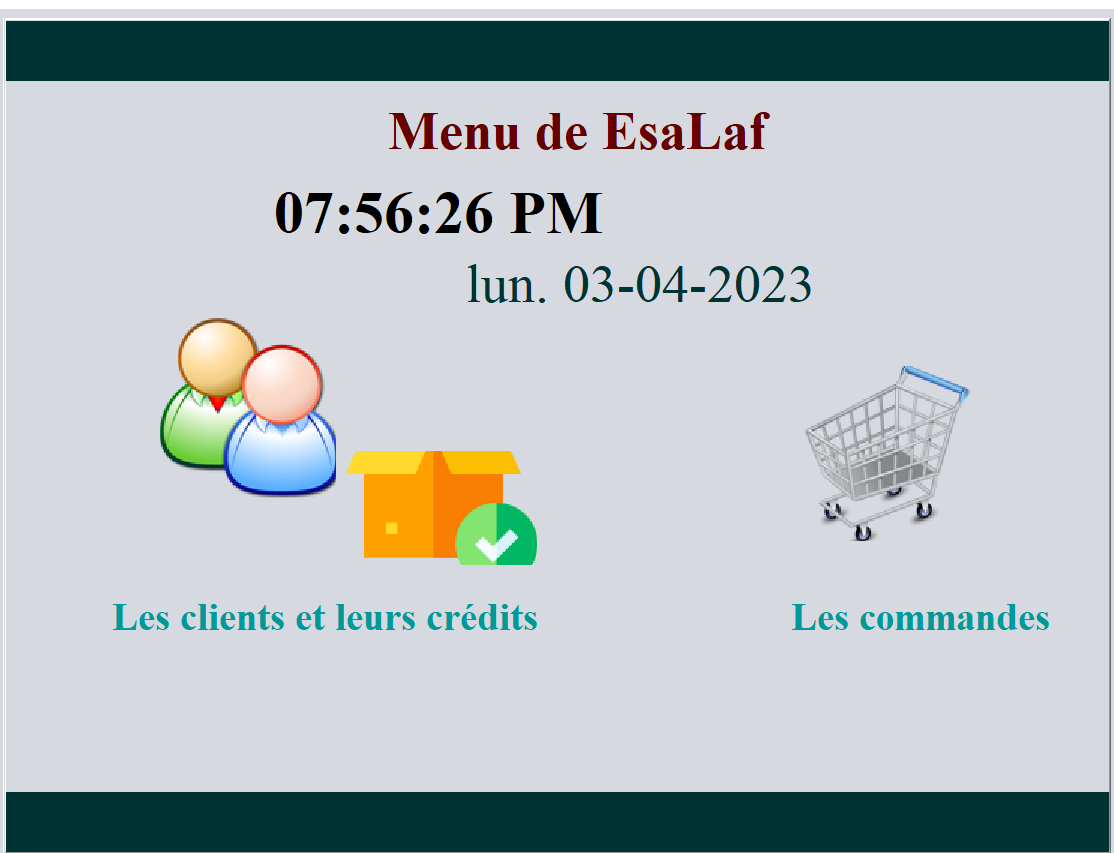 Menu de EsaLaf
07:56:26 PM
lun. 03-04-2023
Les clients et leurs crédits
Les commandes